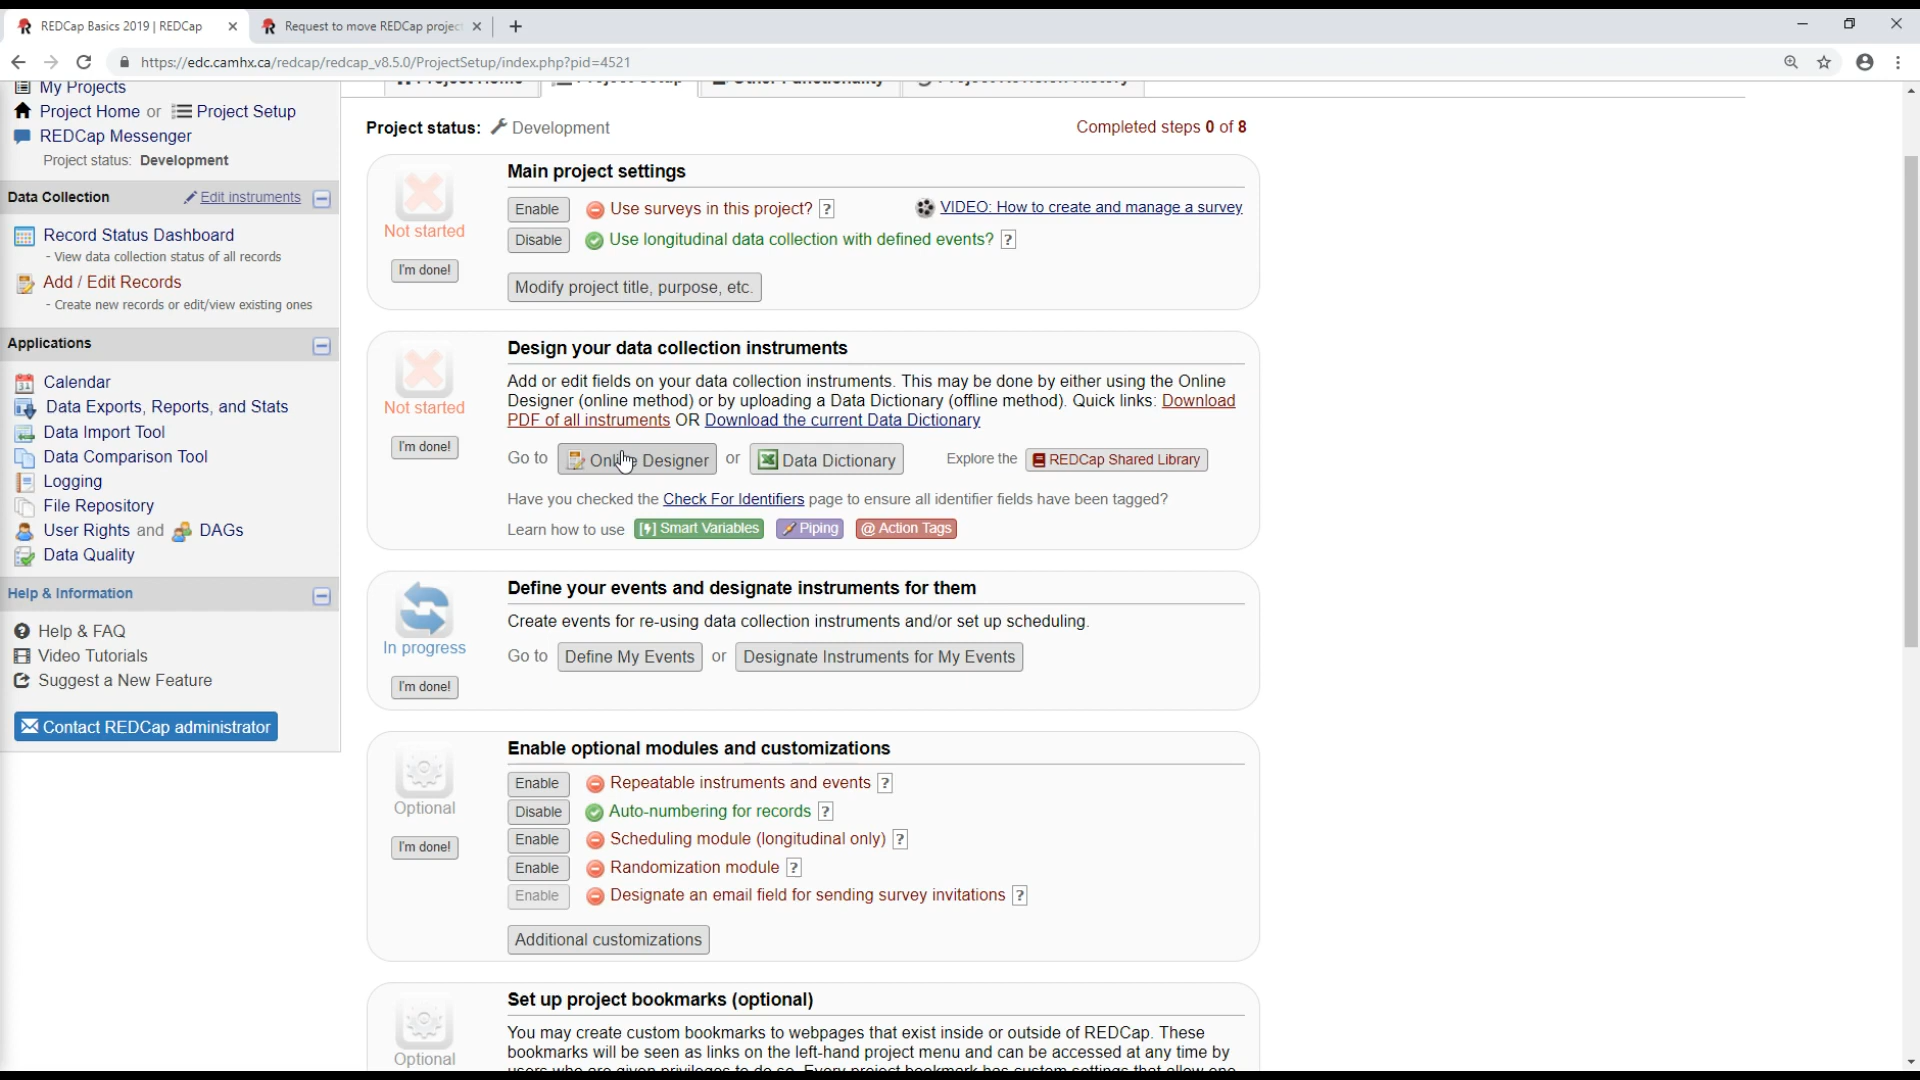 REDCap Basics 2019 | REDCap
Request to move REDCap project
https://edc.camhx.ca/redcap/redcap_v8.5.0/ProjectSetup/index.php?pid=4521
My Projects
Project Home or Project Setup
REDCap Messenger
Project status: Development
Data Collection
Edit instruments
Record Status Dashboard
- View data collection status of all records
Add / Edit Records
- Create new records or edit/view existing ones
Applications
Calendar
Data Exports, Reports, and Stats
Data Import Tool
Data Comparison Tool
Logging
File Repository
User Rights and DAGs
Data Quality
Help & Information
Help & FAQ
Video Tutorials
Suggest a New Feature
Contact REDCap administrator
Project status: Development
Completed steps 0 of 8
Not started
I'm done!
Main project settings
Enable Use surveys in this project? ?
VIDEO: How to create and manage a survey
Disable Use longitudinal data collection with defined events? ?
Modify project title, purpose, etc.
Not started
I'm done!
Design your data collection instruments
Add or edit fields on your data collection instruments. This may be done by either using the Online
Designer (online method) or by uploading a Data Dictionary (offline method). Quick links: Download
PDF of all instruments OR Download the current Data Dictionary
Go to Online Designer or Data Dictionary Explore the REDCap Shared Library
Have you checked the Check For Identifiers page to ensure all identifier fields have been tagged?
Learn how to use Smart Variables Piping @ Action Tags
In progress
I'm done!
Define your events and designate instruments for them
Create events for re-using data collection instruments and/or set up scheduling.
Go to Define My Events or Designate Instruments for My Events
Optional
I'm done!
Enable optional modules and customizations
Enable Repeatable instruments and events ?
Disable Auto-numbering for records ?
Enable Scheduling module (longitudinal only) ?
Enable Randomization module ?
Enable Designate an email field for sending survey invitations ?
Additional customizations
Optional
Set up project bookmarks (optional)
You may create custom bookmarks to webpages that exist inside or outside of REDCap. These
bookmarks will be seen as links on the left-hand project menu and can be accessed at any time by